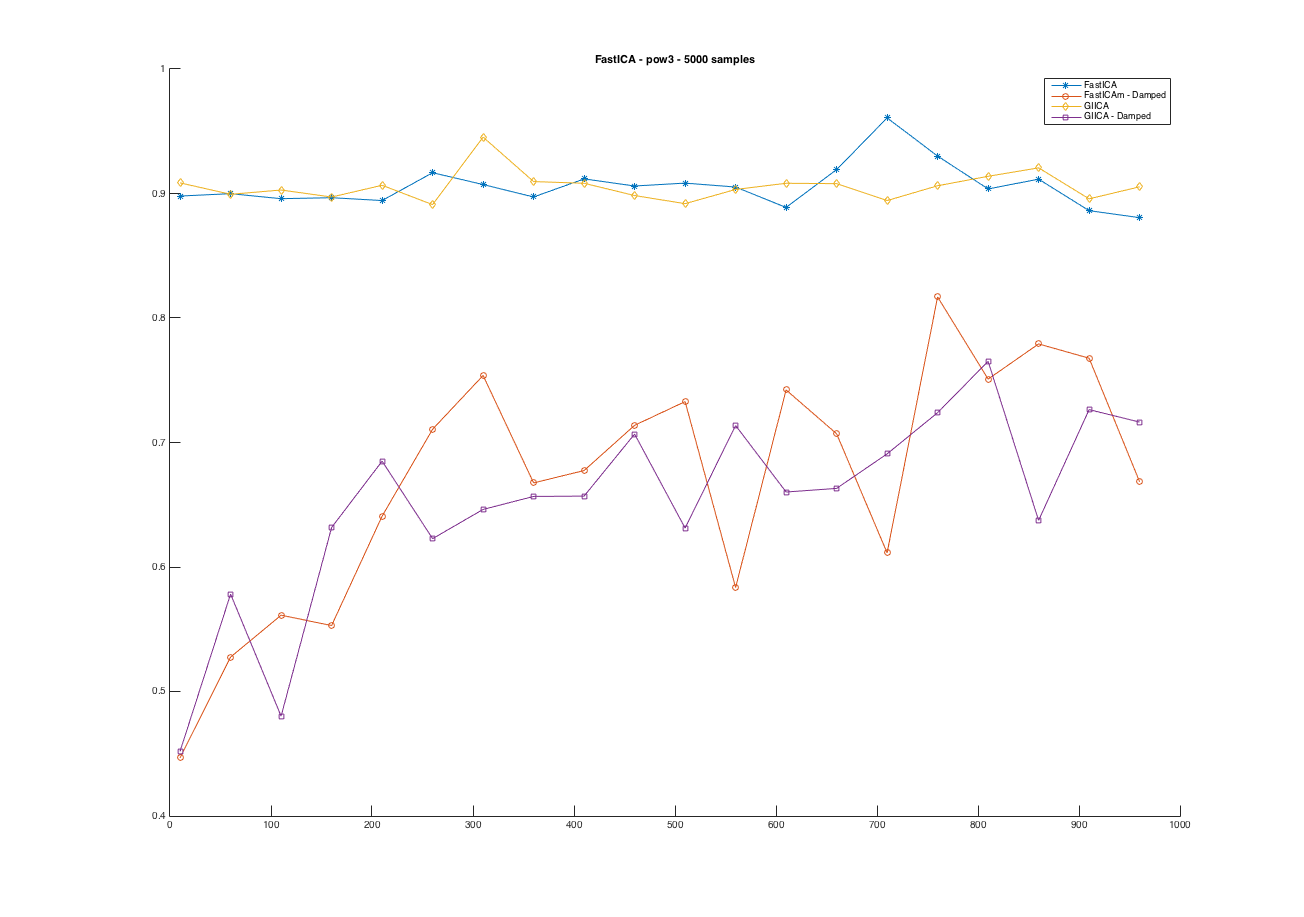 FastICA - pow3 - 5000 samples
FastICA
FastICAm - Damped
GIICA
GIICA - Damped
1
0.9
0.8
0.7
0.6
0.5
0.4
0 100 200 300 400 500 600 700 800 900 1000